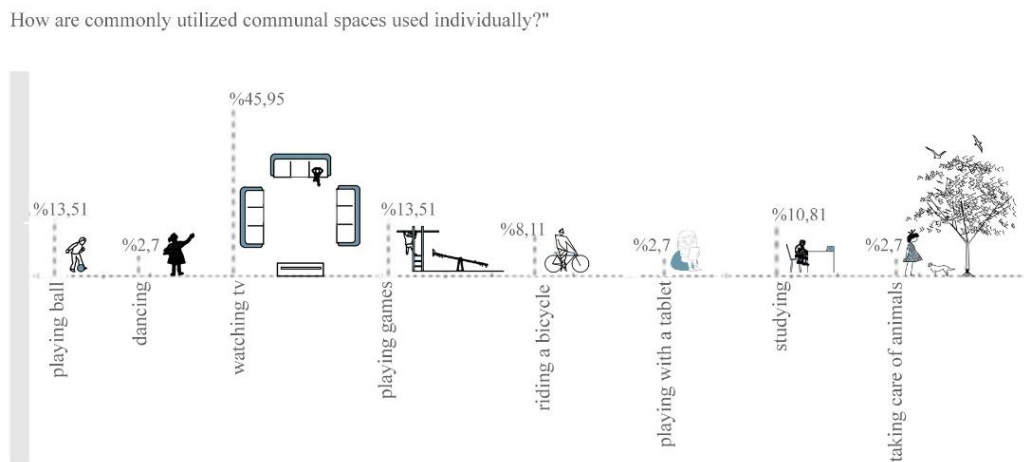 How are commonly utilized communal spaces used individually?"
%13,51
playing ball
%2,7
dancing
%45,95
watching tv
%13,51
playing games
%8,11
riding a bicycle
%2,7
playing with a tablet
%10,81
studying
%2,7
taking care of animals